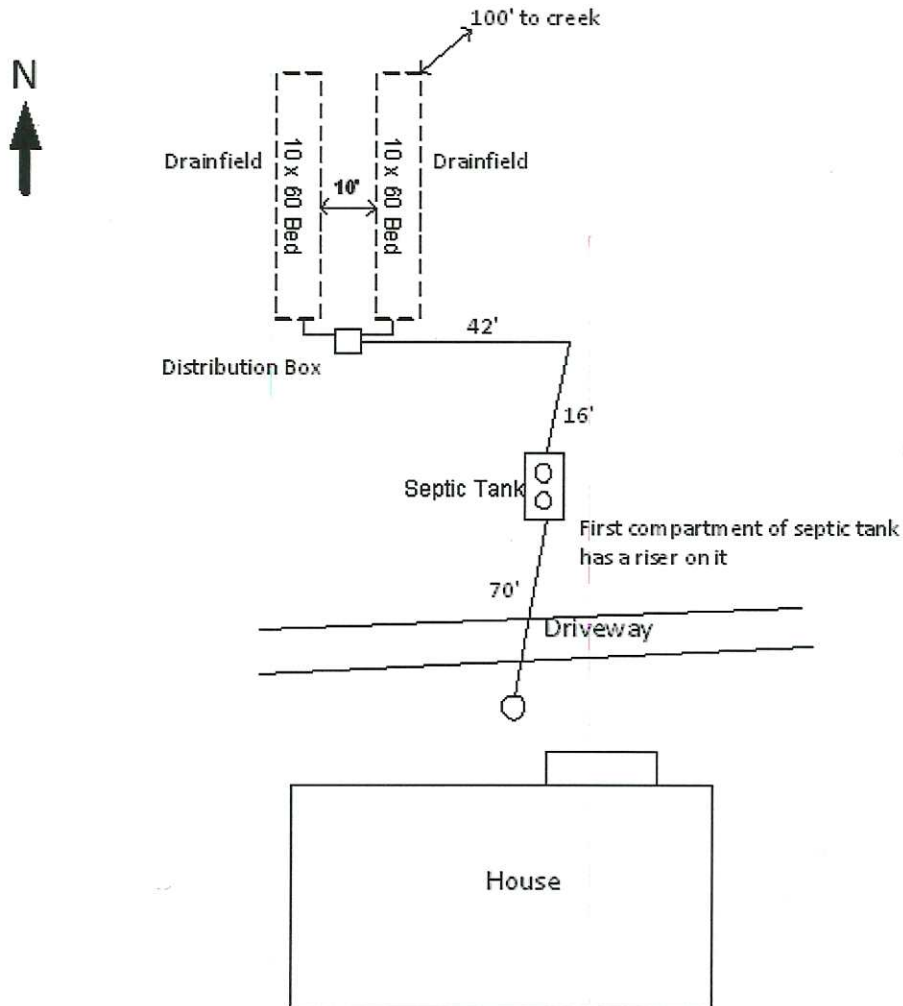 100' to creek
N
Drainfield
10 x 60 Bed
10'
10 x 60 Bed
Drainfield
42'
Distribution Box
16'
Septic Tank
First compartment of septic tank
has a riser on it
70'
Driveway
House